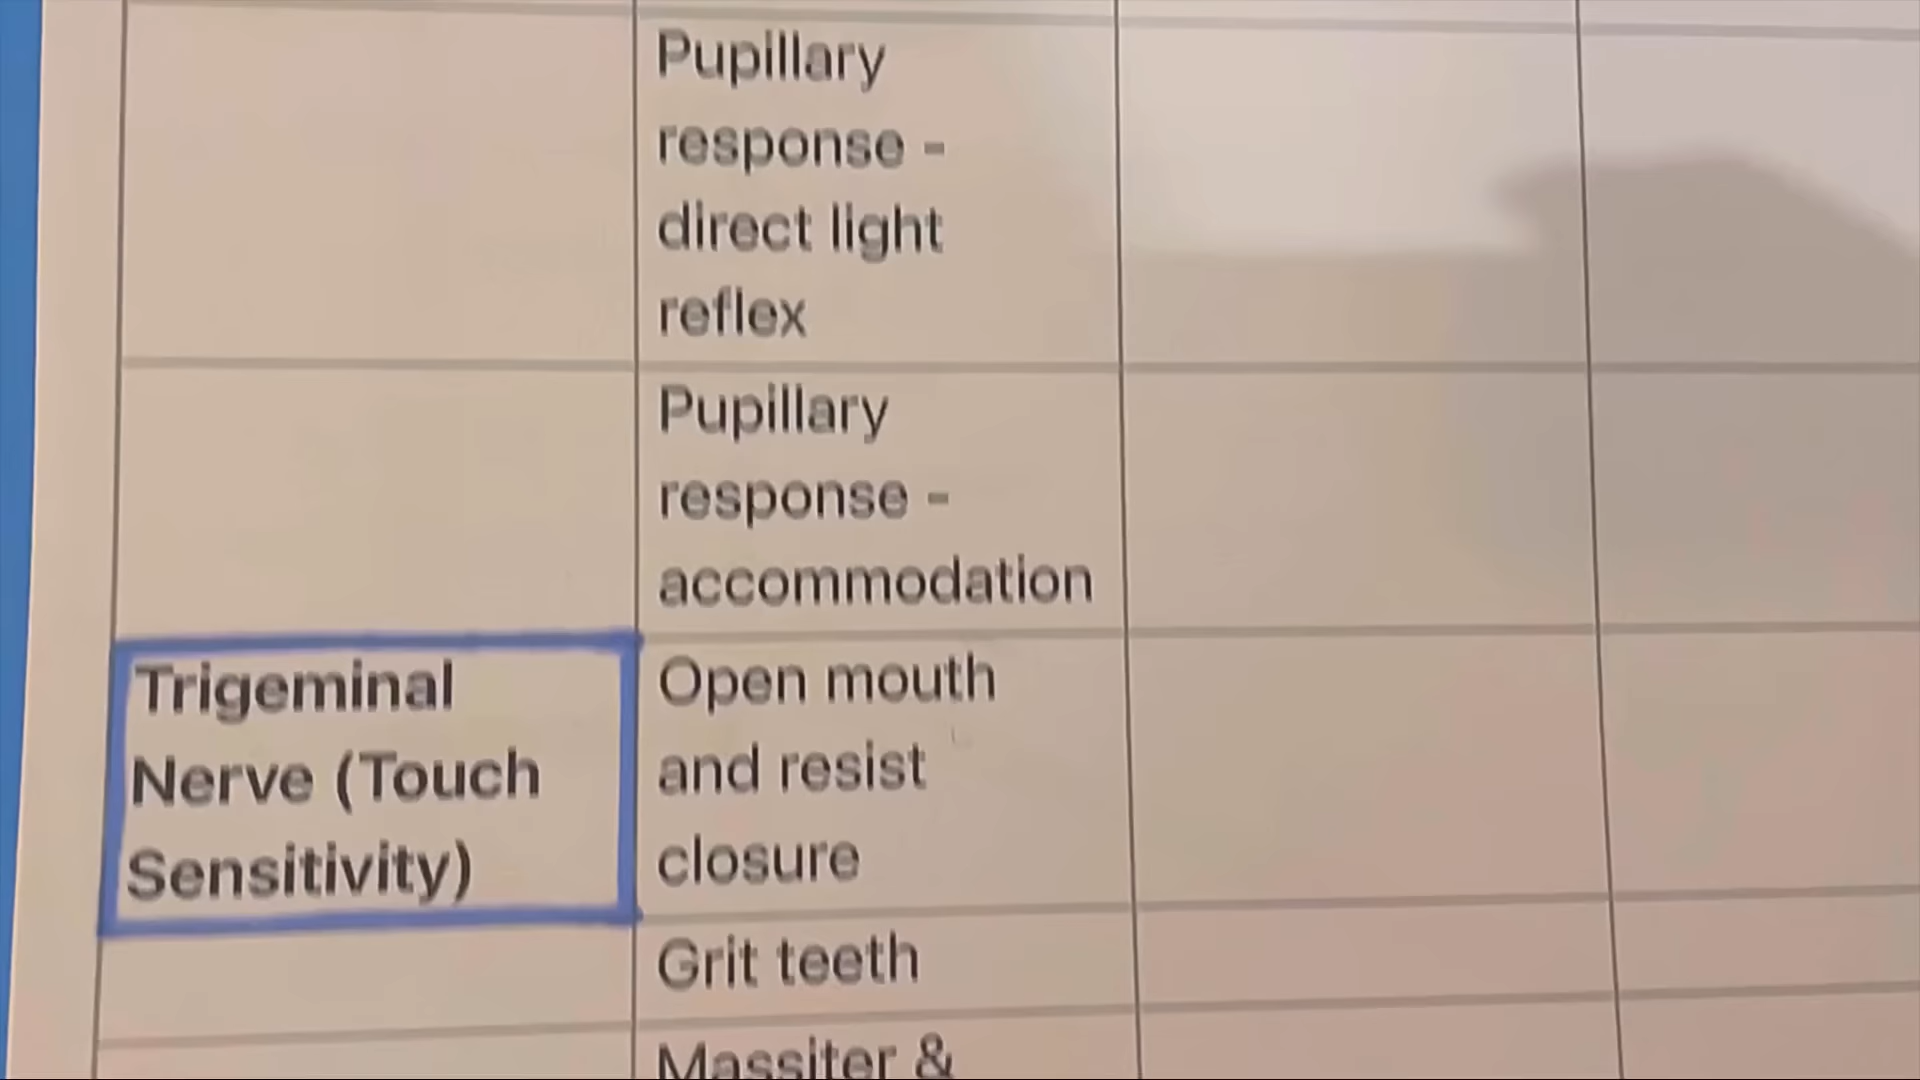 Pupillary
response -
direct light
reflex
Pupillary
response -
accommodation
Trigeminal
Nerve (Touch
Sensitivity)
Open mouth
and resist
closure
Grit teeth
Massiter &